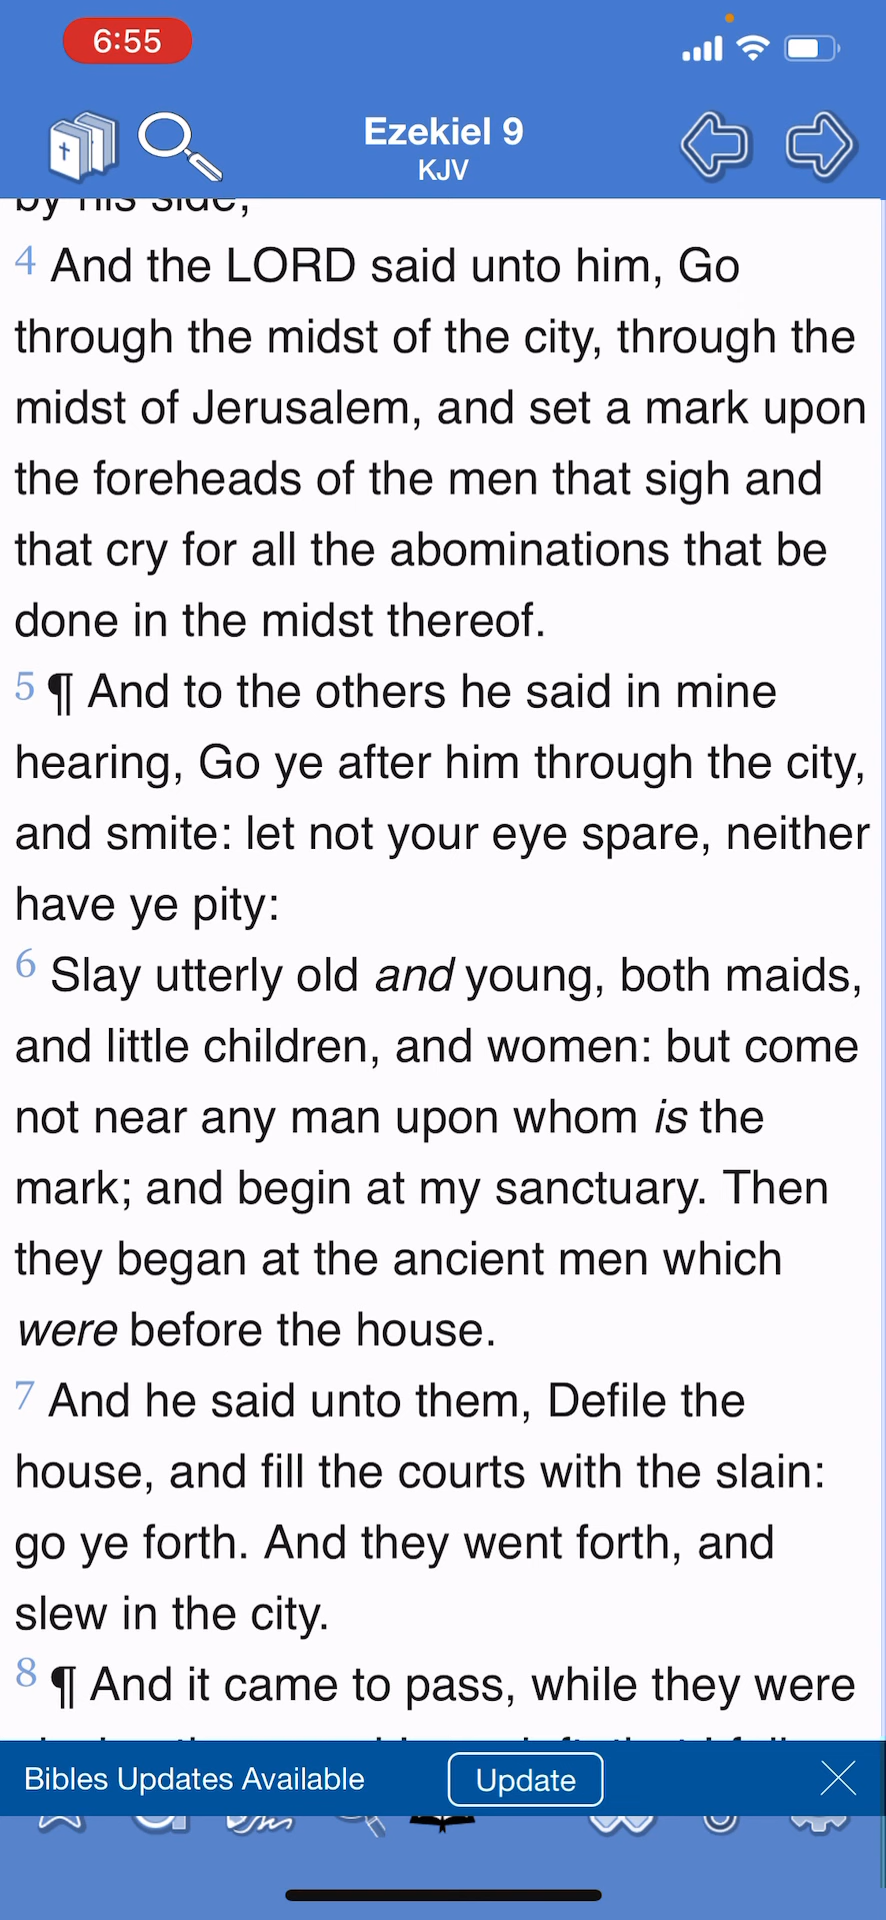 6:55
Ezekiel 9
KJV
by his side;
4 And the LORD said unto him, Go
through the midst of the city, through the
midst of Jerusalem, and set a mark upon
the foreheads of the men that sigh and
that cry for all the abominations that be
done in the midst thereof.
5 ¶ And to the others he said in mine
hearing, Go ye after him through the city,
and smite: let not your eye spare, neither
have ye pity:
6 Slay utterly old and young, both maids,
and little children, and women: but come
not near any man upon whom is the
mark; and begin at my sanctuary. Then
they began at the ancient men which
were before the house.
7 And he said unto them, Defile the
house, and fill the courts with the slain:
go ye forth. And they went forth, and
slew in the city.
8 ¶ And it came to pass, while they were
Bibles Updates Available
Update